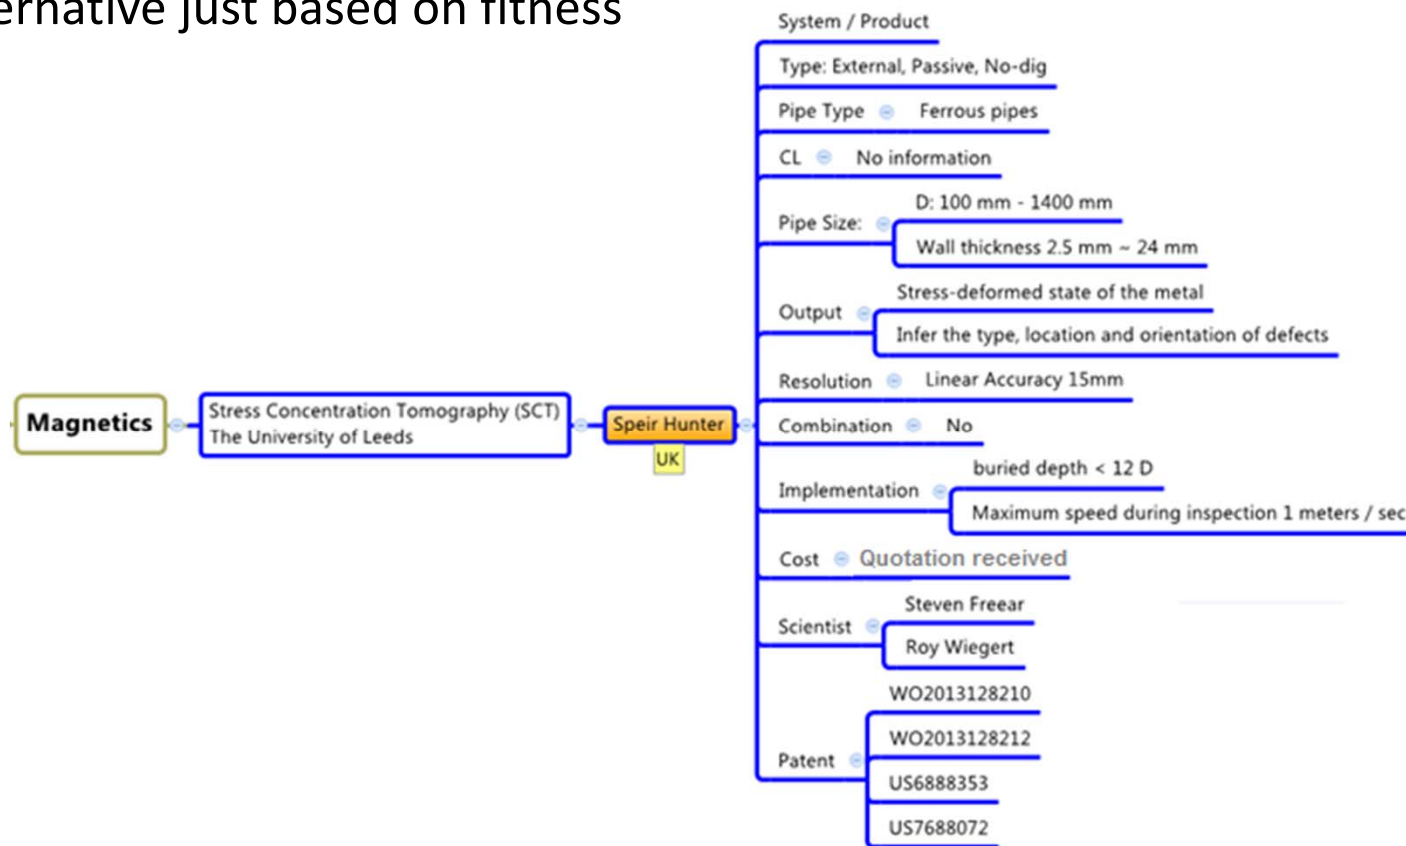 ernative just based on fitness
System / Product
Type: External, Passive, No-dig
Pipe Type Ferrous pipes
CL No information
D: 100 mm - 1400 mm
Pipe Size:
Wall thickness 2.5 mm ~ 24 mm
Stress-deformed state of the metal
Output
Infer the type, location and orientation of defects
Resolution Linear Accuracy 15mm
Magnetics
Stress Concentration Tomography (SCT)
The University of Leeds
Speir Hunter
UK
Combination No
buried depth < 12 D
Implementation
Maximum speed during inspection 1 meters / sec
Cost Quotation received
Steven Freear
Scientist
Roy Wiegert
WO2013128210
WO2013128212
Patent
US6888353
US7688072